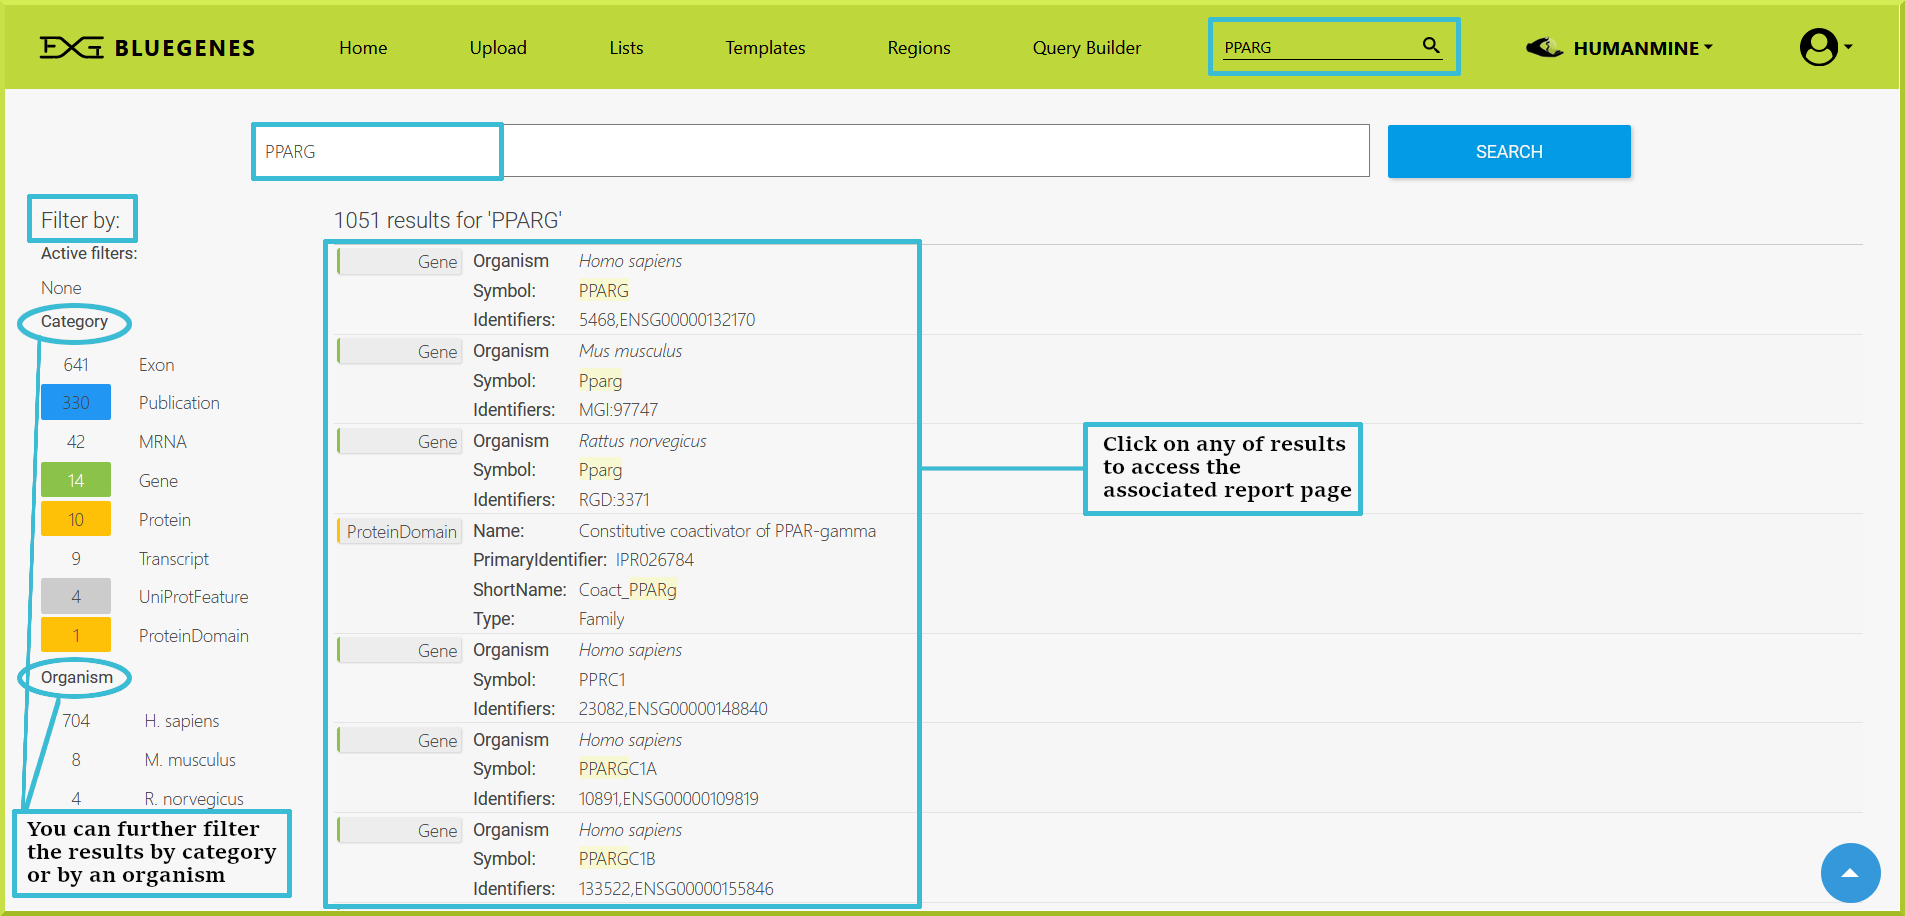 BLUEGENES Home Upload Lists Templates Regions Query Builder PPARG HUMANMINE
PPARG SEARCH
Filter by:
Active filters:
None
Category
641 Exon
330 Publication
42 MRNA
14 Gene
10 Protein
9 Transcript
4 UniProtFeature
1 ProteinDomain
Organism
704 H. sapiens
8 M. musculus
4 R. norvegicus
You can further filter
the results by category
or by an organism
1051 results for 'PPARG'
Gene Organism Homo sapiens
Symbol: PPARG
Identifiers: 5468,ENSG00000132170
Gene Organism Mus musculus
Symbol: Pparg
Identifiers: MGI:97747
Gene Organism Rattus norvegicus
Symbol: Pparg
Identifiers: RGD:3371
ProteinDomain Name: Constitutive coactivator of PPAR-gamma
PrimaryIdentifier: IPR026784
ShortName: Coact_PPARg
Type: Family
Gene Organism Homo sapiens
Symbol: PPRC1
Identifiers: 23082,ENSG00000148840
Gene Organism Homo sapiens
Symbol: PPARGC1A
Identifiers: 10891,ENSG00000109819
Gene Organism Homo sapiens
Symbol: PPARGC1B
Identifiers: 133522,ENSG00000155846
Click on any of results
to access the
associated report page